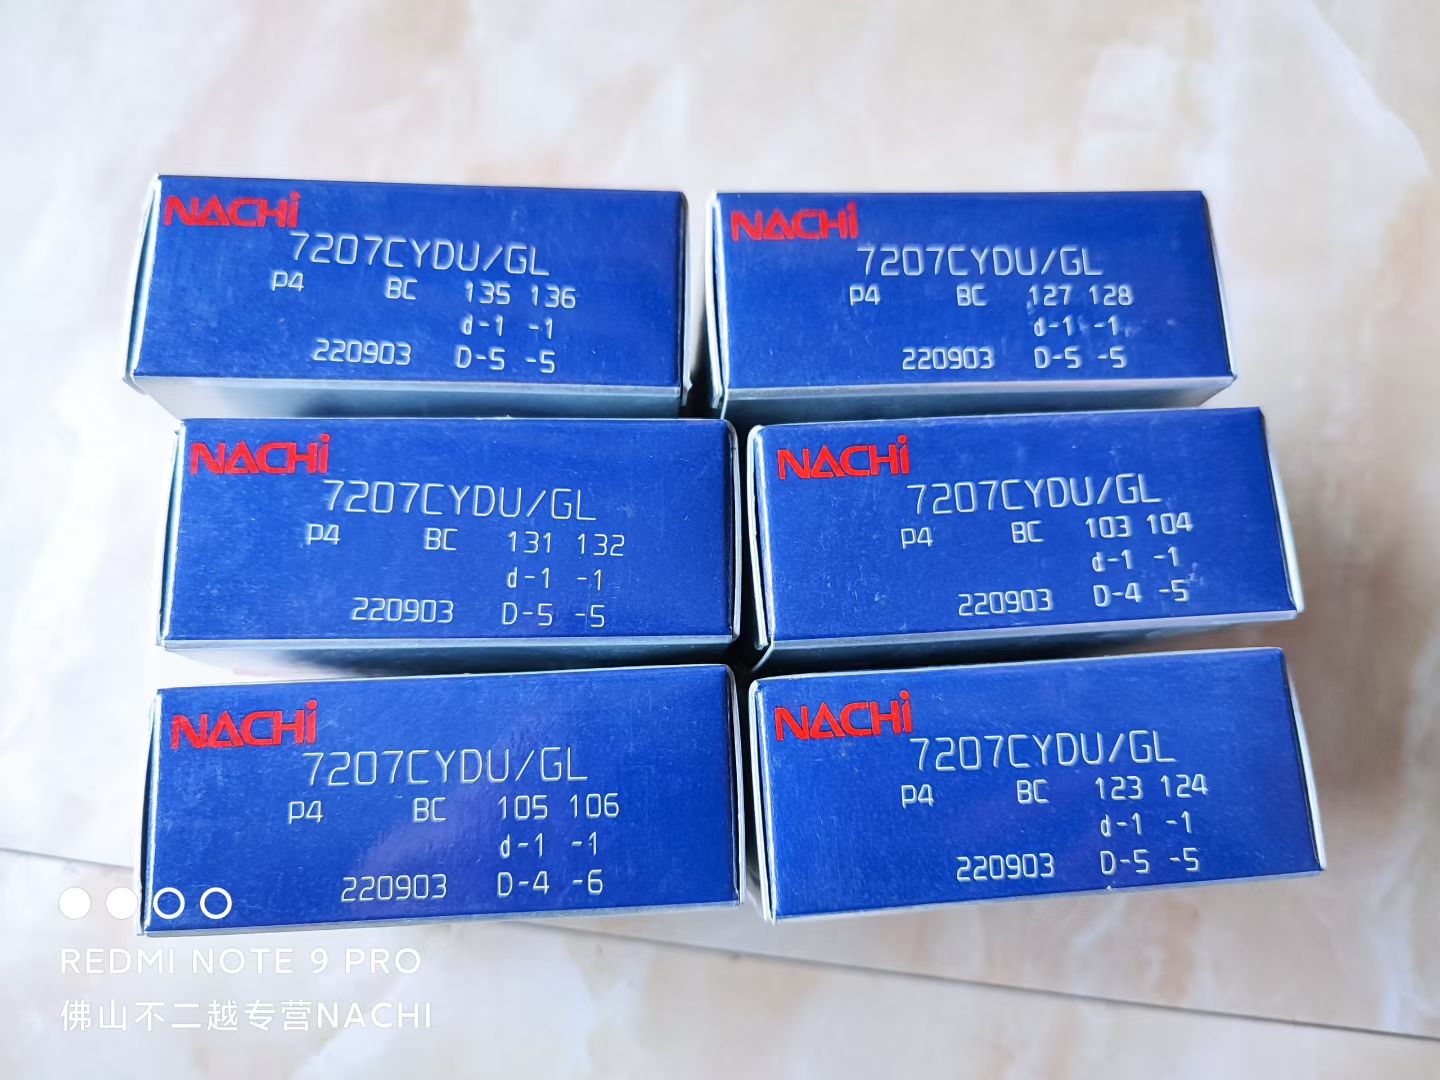 NACHi
7207CYDU/GL
P4 BC 135 136
d-1 -1
220903 D-5 -5
NACHi
7207CYDU/GL
P4 BC 127 128
d-1 -1
220903 D-5 -5
NACHi
7207CYDU/GL
P4 BC 131 132
d-1 -1
220903 D-5 -5
NACHi
7207CYDU/GL
P4 BC 103 104
d-1 -1
220903 D-4 -5
NACHi
7207CYDU/GL
P4 BC 105 106
d-1 -1
220903 D-4 -6
NACHi
7207CYDU/GL
P4 BC 123 124
d-1 -1
220903 D-5 -5
REDMI NOTE 9 PRO
佛山不二越专营NACHI